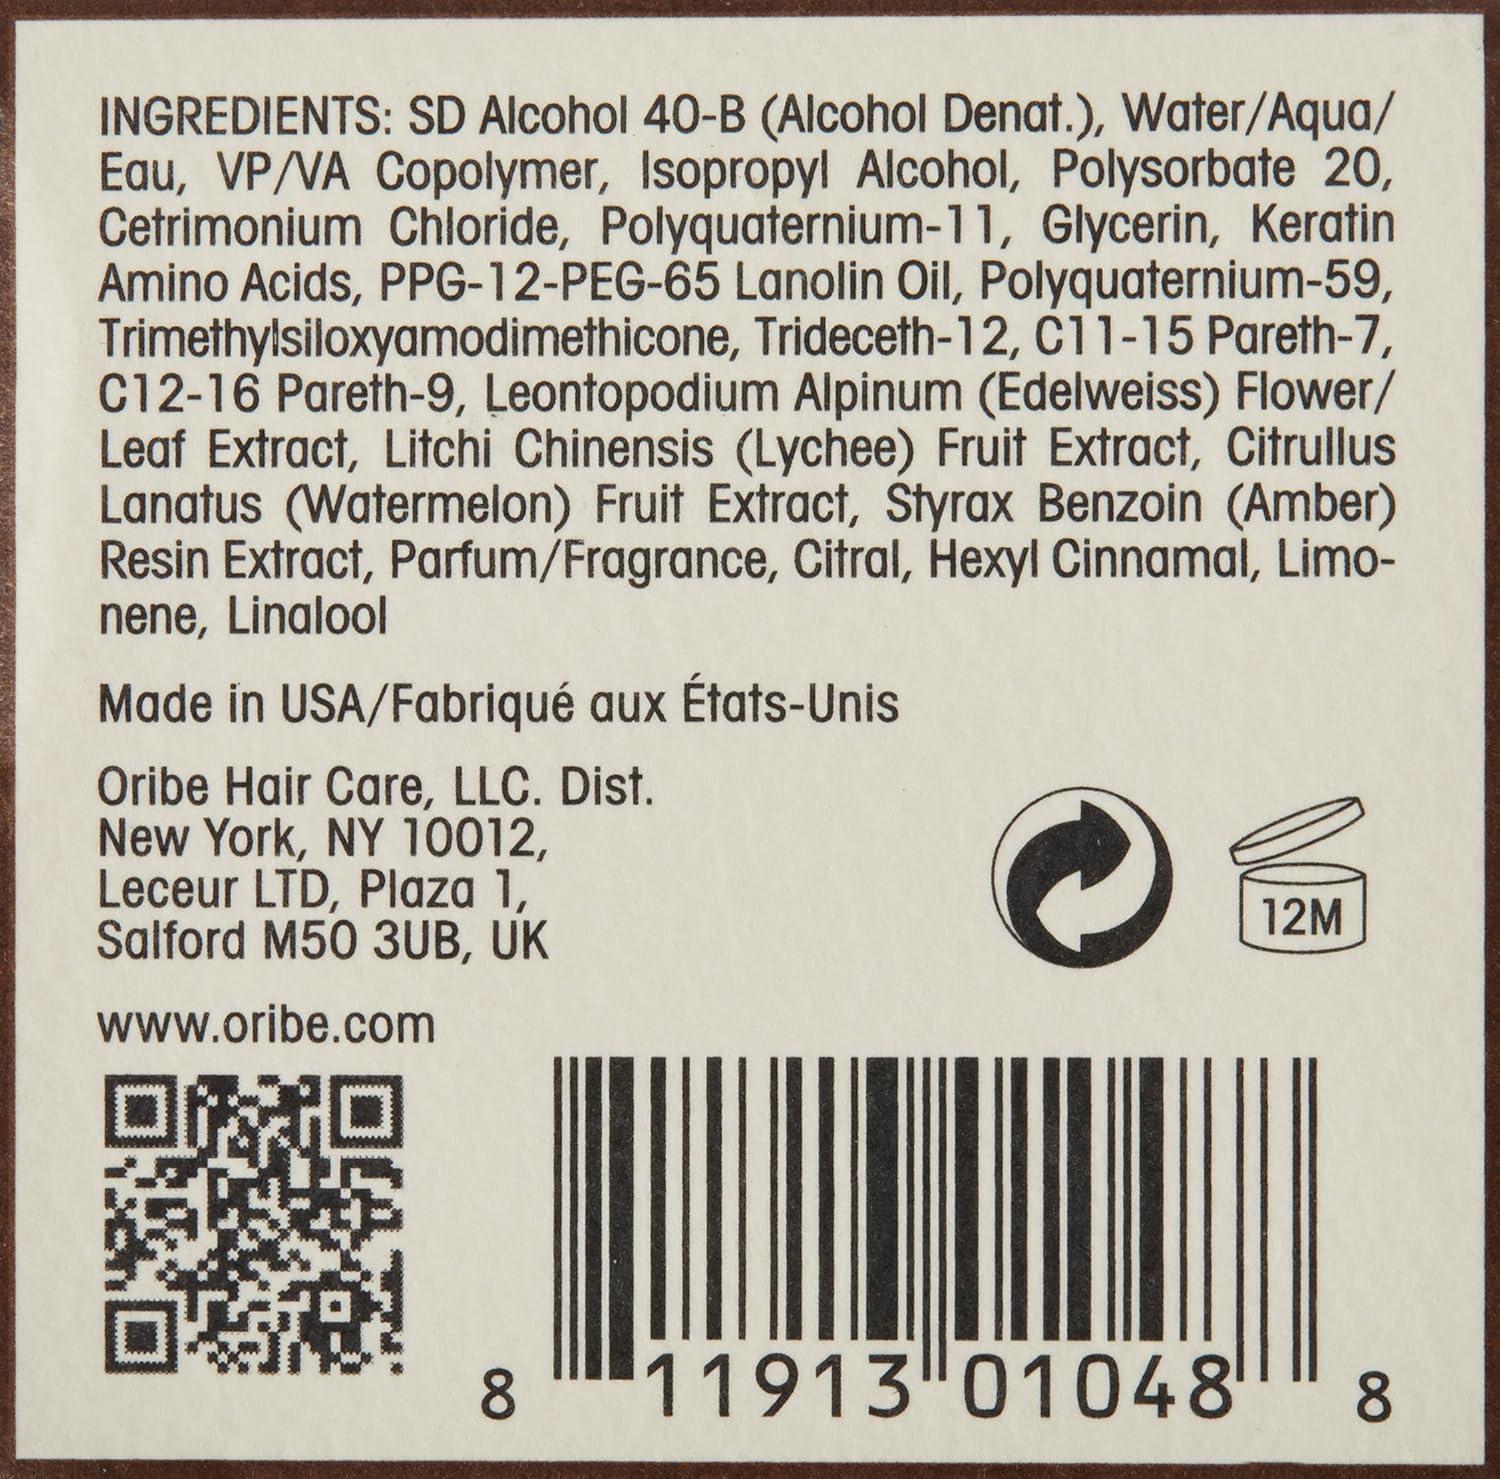 INGREDIENTS: SD Alcohol 40-B (Alcohol Denat.), Water/Aqua/
Eau, VP/VA Copolymer, Isopropyl Alcohol, Polysorbate 20,
Cetrimonium Chloride, Polyquaternium-11, Glycerin, Keratin
Amino Acids, PPG-12-PEG-65 Lanolin Oil, Polyquaternium-59,
Trimethylsiloxyamodimethicone, Trideceth-12, C11-15 Pareth-7,
C12-16 Pareth-9, Leontopodium Alpinum (Edelweiss) Flower/
Leaf Extract, Litchi Chinensis (Lychee) Fruit Extract, Citrullus
Lanatus (Watermelon) Fruit Extract, Styrax Benzoin (Amber)
Resin Extract, Parfum/Fragrance, Citral, Hexyl Cinnamal, Limo-
nene, Linalool
Made in USA/Fabriqué aux États-Unis
Oribe Hair Care, LLC. Dist.
New York, NY 10012,
Leceur LTD, Plaza 1,
Salford M50 3UB, UK
12M
www.oribe.com
8 11913 01048 8